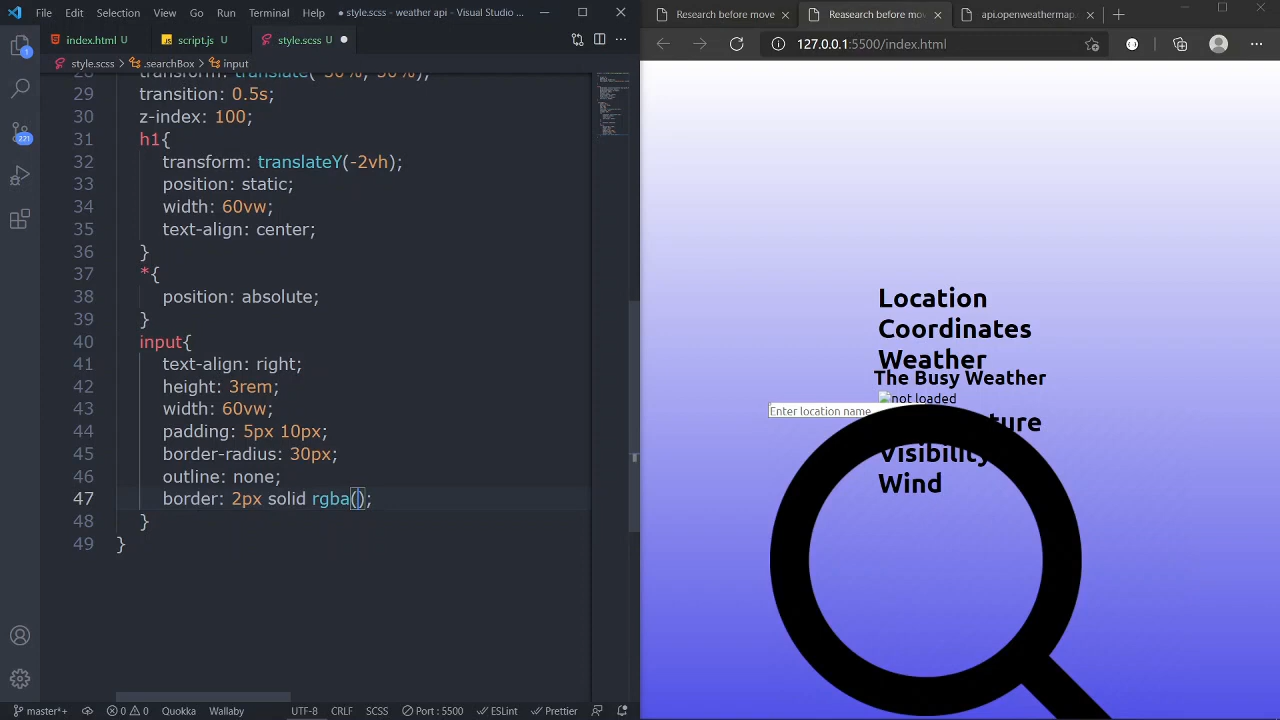 File Edit Selection View Go Run Terminal Help style.scss - weather api - Visual Studio ...
index.html U script.js U style.scss U
style.scss .searchBox input
29 transition: 0.5s;
30 z-index: 100;
31 h1{
32 transform: translateY(-2vh);
33 position: static;
34 width: 60vw;
35 text-align: center;
36 }
37 *{
38 position: absolute;
39 }
40 input{
41 text-align: right;
42 height: 3rem;
43 width: 60vw;
44 padding: 5px 10px;
45 border-radius: 30px;
46 outline: none;
47 border: 2px solid rgba();
48 }
49 }
1
221
master*+ 0 0 Quokka Wallaby UTF-8 CRLF SCSS Port : 5500 ESLint Prettier
Research before move Reasearch before mov api.openweathermap.
127.0.0.1:5500/index.html
Location
Coordinates
Weather
The Busy Weather
not loaded
Enter location name
Visibility
Wind